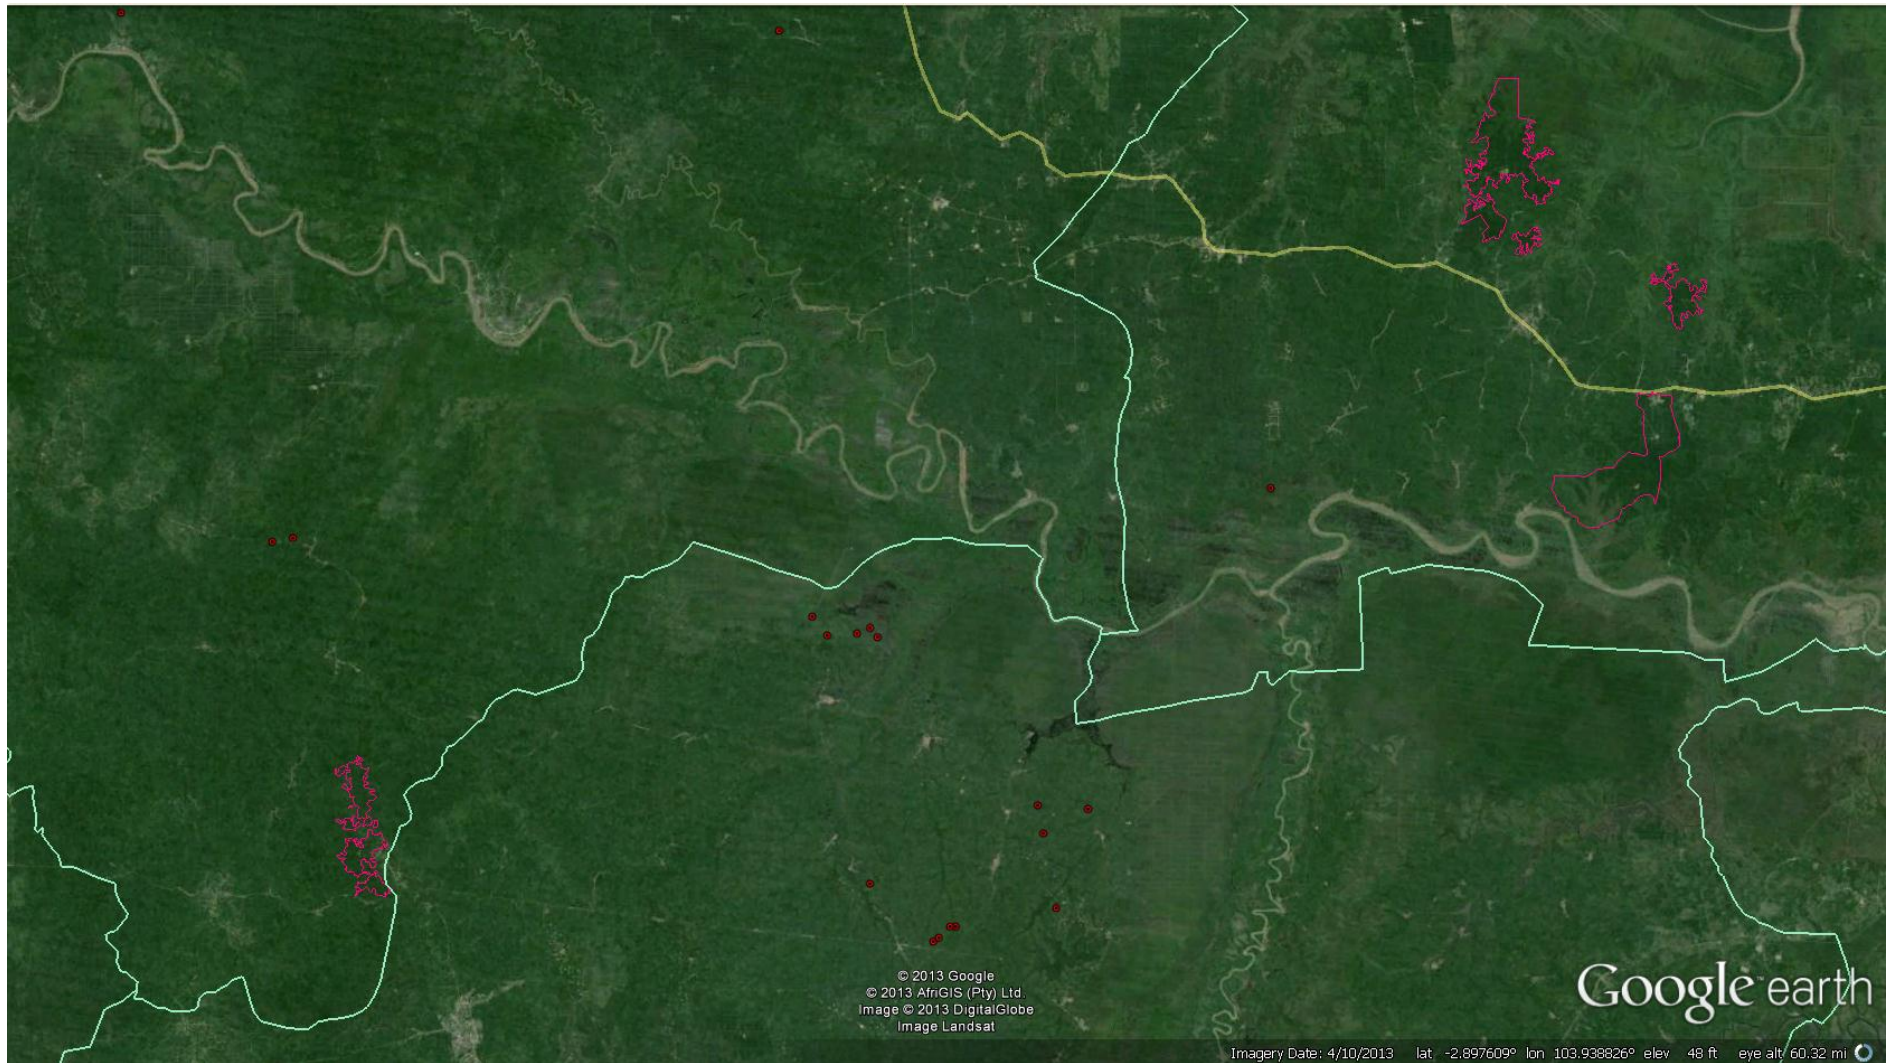 © 2013 Google
© 2013 AfriGIS (Pty) Ltd.
Image © 2013 DigitalGlobe
Image Landsat
Google earth
Imagery Date: 4/10/2013 lat -2.897609° lon 103.938826° elev 48 ft eye alt 60.32 mi